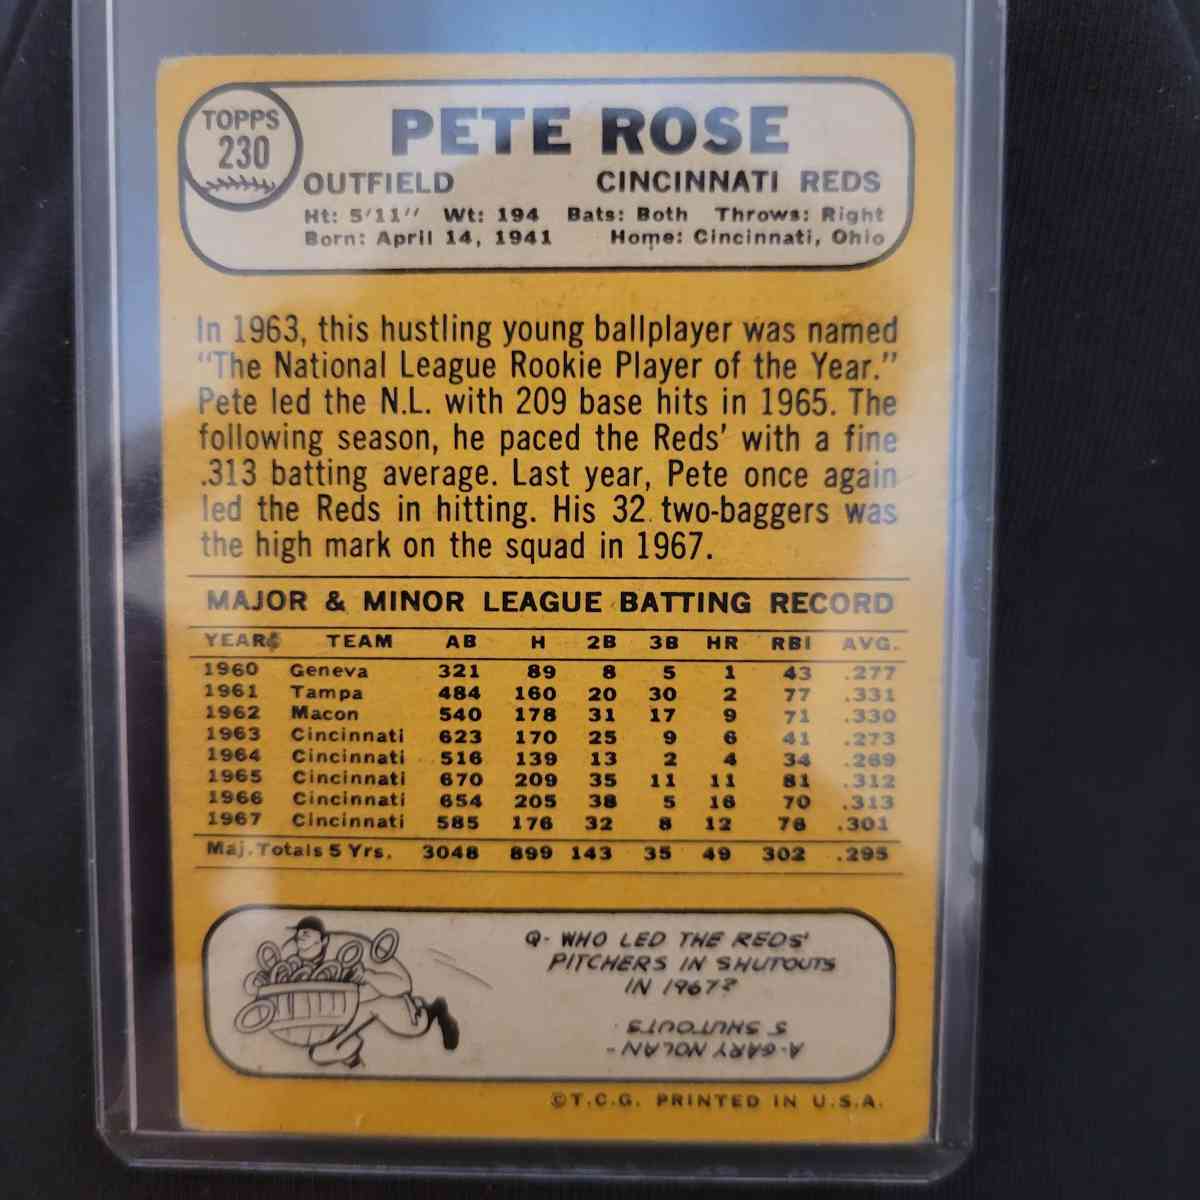 TOPPS
230
PETE ROSE
OUTFIELD CINCINNATI REDS
Ht: 5'11" Wt: 194 Bats: Both Throws: Right
Born: April 14, 1941 Home: Cincinnati, Ohio
In 1963, this hustling young ballplayer was named
"The National League Rookie Player of the Year."
Pete led the N.L. with 209 base hits in 1965. The
following season, he paced the Reds' with a fine
.313 batting average. Last year, Pete once again
led the Reds in hitting. His 32 two-baggers was
the high mark on the squad in 1967.
MAJOR & MINOR LEAGUE BATTING RECORD
YEAR TEAM AB H 2B 3B HR RBI AVG.
1960 Geneva 321 89 8 5 1 43 .277
1961 Tampa 484 160 20 30 2 77 .331
1962 Macon 540 178 31 17 9 71 .330
1963 Cincinnati 623 170 25 9 6 41 .273
1964 Cincinnati 516 139 13 2 4 34 .269
1965 Cincinnati 670 209 35 11 11 81 .312
1966 Cincinnati 654 205 38 5 16 70 .313
1967 Cincinnati 585 176 32 8 12 76 .301
Maj. Totals 5 Yrs. 3048 899 143 35 49 302 .295
Q- WHO LED THE REDS'
PITCHERS IN SHUTOUTS
IN 1967?
A- GARY NOLAN -
5 SHUTOUTS.
©T.C.G. PRINTED IN U.S.A.